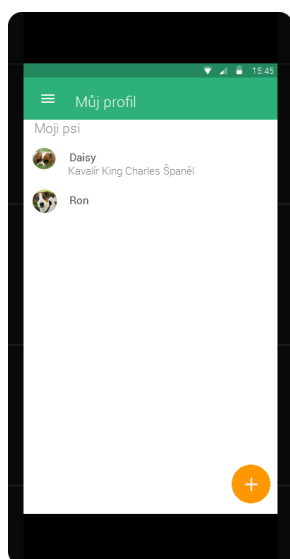 15:45
Můj profil
Moji psi
Daisy
Kavalír King Charles Španěl
Ron